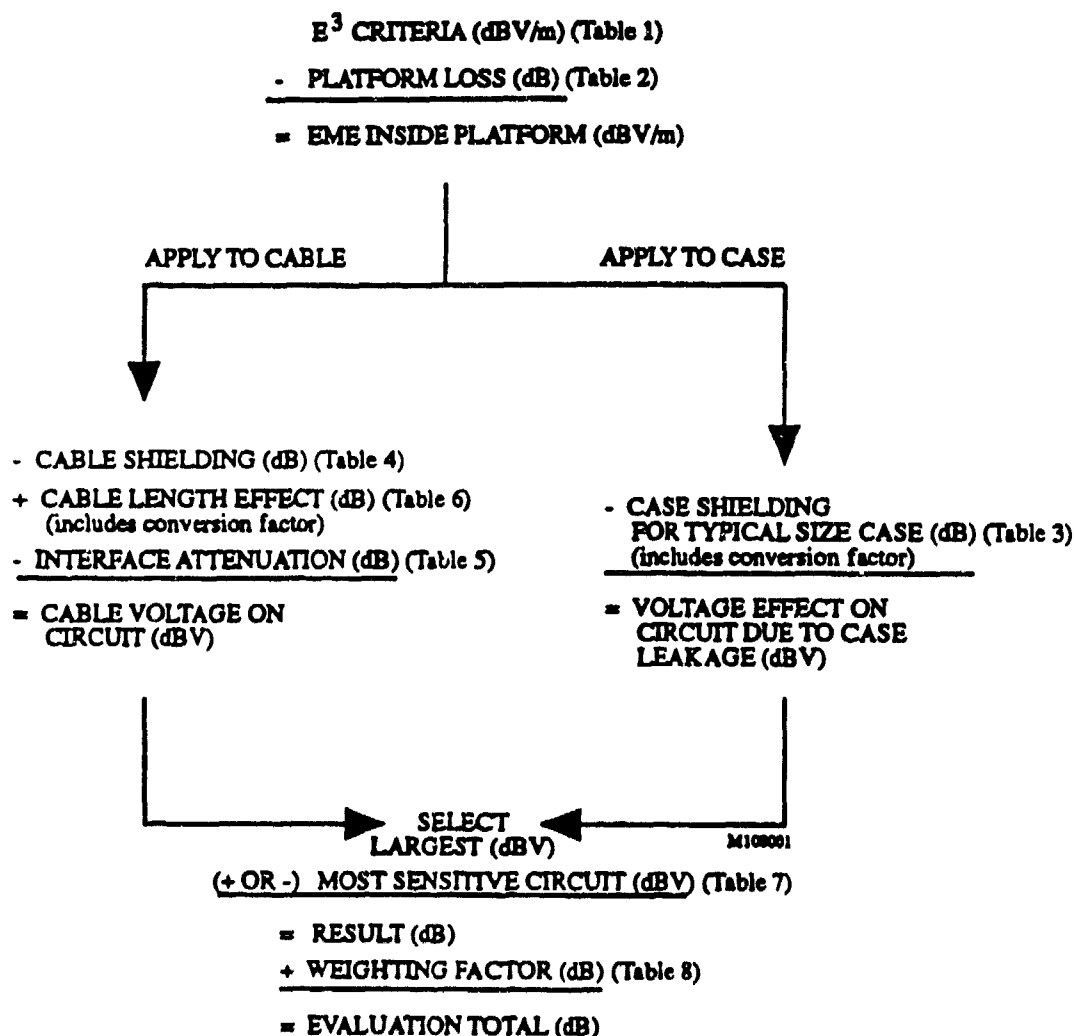 E³ CRITERIA (dBV/m) (Table 1)
- PLATFORM LOSS (dB) (Table 2)
= EME INSIDE PLATFORM (dBV/m)
APPLY TO CABLE
APPLY TO CASE
- CABLE SHIELDING (dB) (Table 4)
+ CABLE LENGTH EFFECT (dB) (Table 6)
(includes conversion factor)
- INTERFACE ATTENUATION (dB) (Table 5)
= CABLE VOLTAGE ON
CIRCUIT (dBV)
- CASE SHIELDING
FOR TYPICAL SIZE CASE (dB) (Table 3)
(includes conversion factor)
= VOLTAGE EFFECT ON
CIRCUIT DUE TO CASE
LEAKAGE (dBV)
SELECT
LARGEST (dBV)
M108001
(+ OR -) MOST SENSITIVE CIRCUIT (dBV) (Table 7)
= RESULT (dB)
+ WEIGHTING FACTOR (dB) (Table 8)
= EVALUATION TOTAL (dB)